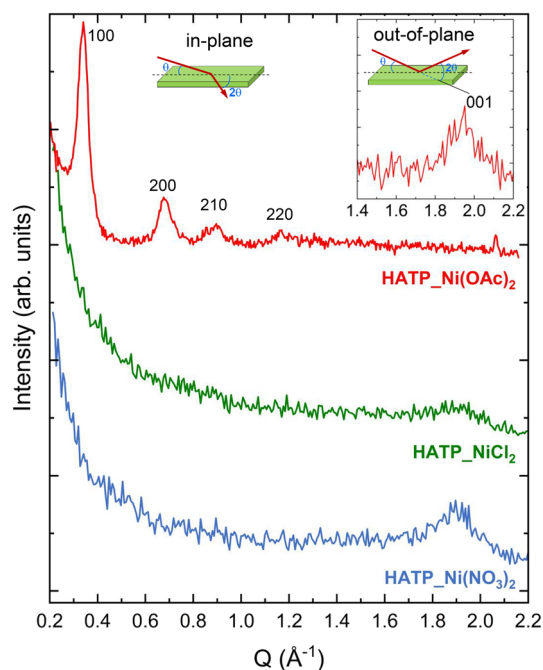 in-plane
out-of-plane
100
θ
2θ
θ
2θ
001
200
210
220
1.4 1.6 1.8 2.0 2.2
HATP_Ni(OAc)₂
HATP_NiCl₂
HATP_Ni(NO₃)₂
Intensity (arb. units)
0.2 0.4 0.6 0.8 1.0 1.2 1.4 1.6 1.8 2.0 2.2
Q (Å⁻¹)